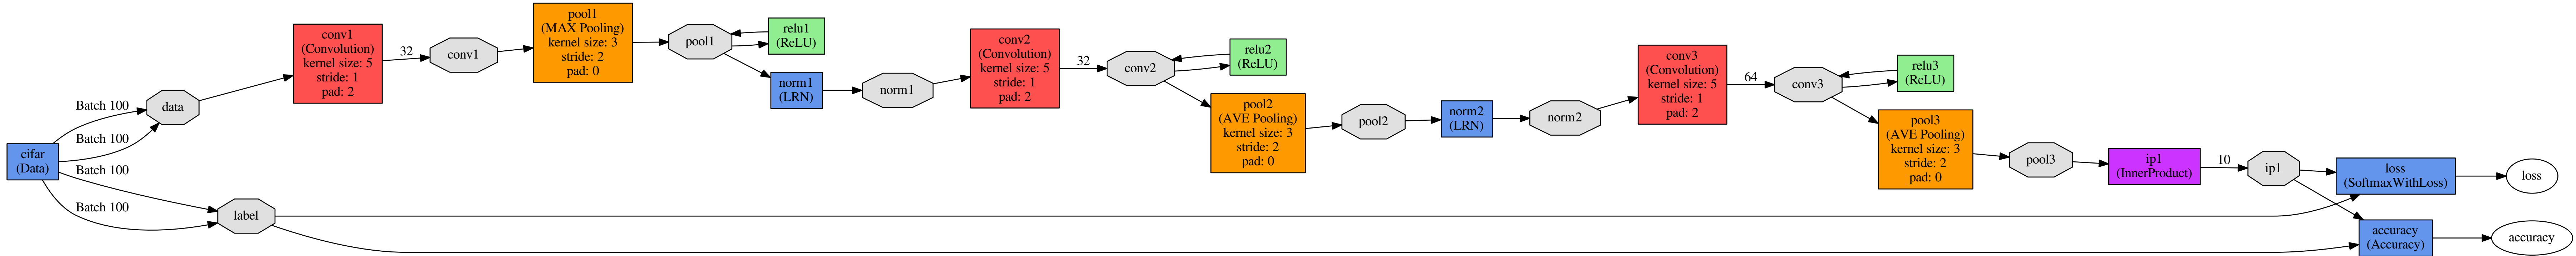 cifar
(Data)
Batch 100
Batch 100
Batch 100
Batch 100
data
label
conv1
(Convolution)
kernel size: 5
stride: 1
pad: 2
32
conv1
pool1
(MAX Pooling)
kernel size: 3
stride: 2
pad: 0
pool1
relu1
(ReLU)
norm1
(LRN)
norm1
conv2
(Convolution)
kernel size: 5
stride: 1
pad: 2
32
conv2
relu2
(ReLU)
pool2
(AVE Pooling)
kernel size: 3
stride: 2
pad: 0
pool2
norm2
(LRN)
norm2
conv3
(Convolution)
kernel size: 5
stride: 1
pad: 2
64
conv3
relu3
(ReLU)
pool3
(AVE Pooling)
kernel size: 3
stride: 2
pad: 0
pool3
ip1
(InnerProduct)
10
ip1
loss
(SoftmaxWithLoss)
loss
accuracy
(Accuracy)
accuracy